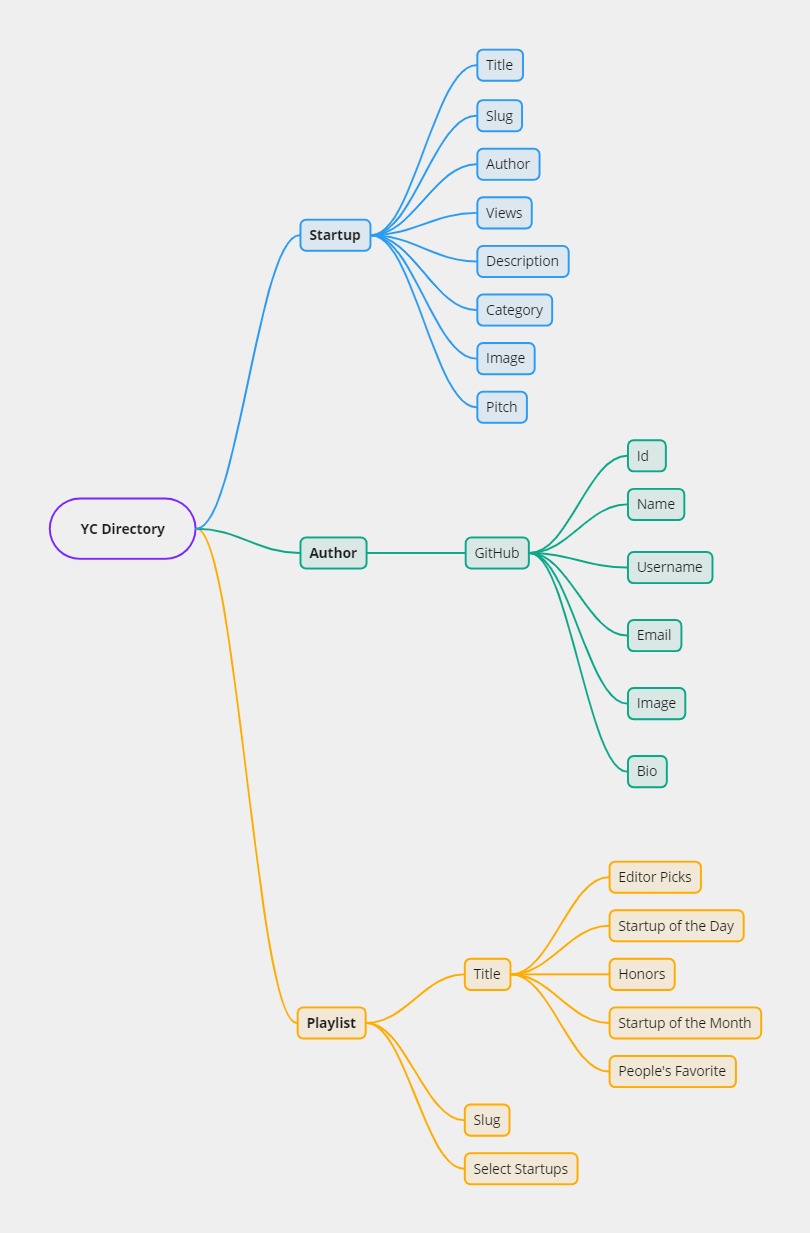 YC Directory
Startup
Title
Slug
Author
Views
Description
Category
Image
Pitch
Author
GitHub
Id
Name
Username
Email
Image
Bio
Playlist
Title
Editor Picks
Startup of the Day
Honors
Startup of the Month
People's Favorite
Slug
Select Startups